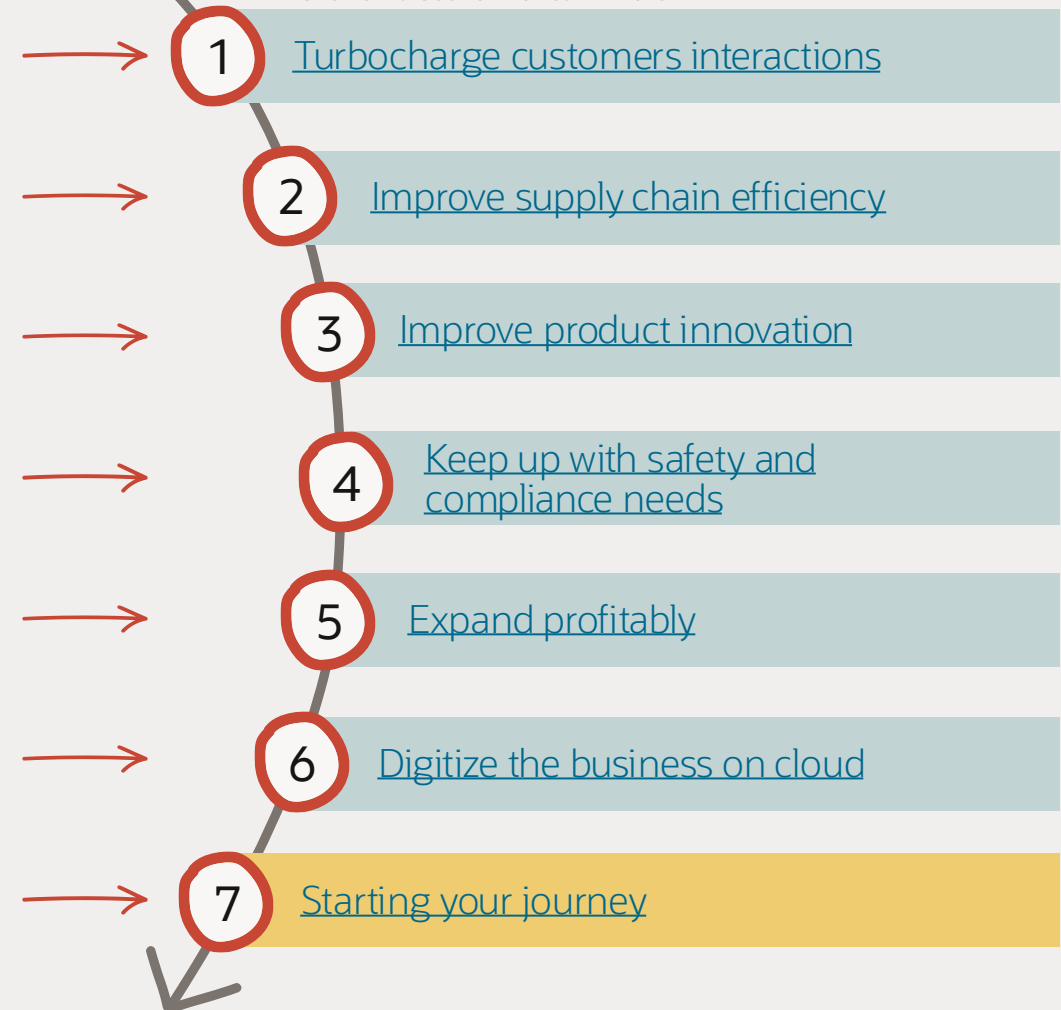 1 Turbocharge customers interactions
2 Improve supply chain efficiency
3 Improve product innovation
4 Keep up with safety and
compliance needs
5 Expand profitably
6 Digitize the business on cloud
7 Starting your journey